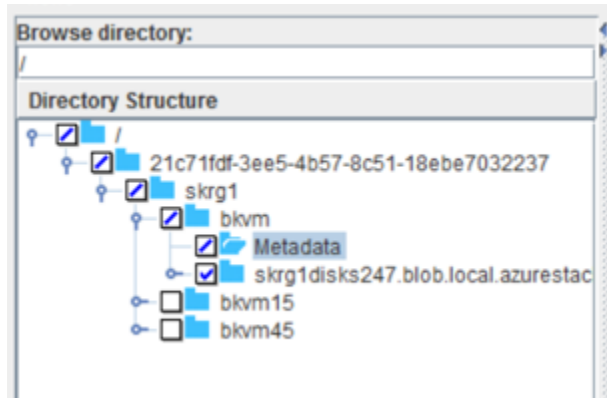 Browse directory:
/
Directory Structure
/
21c71fdf-3ee5-4b57-8c51-18ebe7032237
skrg1
bkvm
Metadata
skrg1disks247.blob.local.azurestac
bkvm15
bkvm45